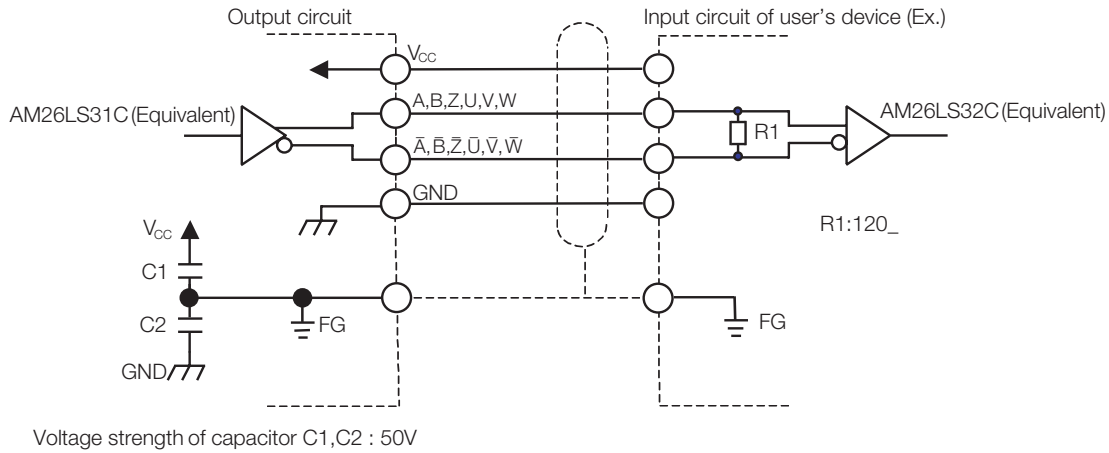 Output circuit
Input circuit of user's device (Ex.)
VCC
AM26LS31C(Equivalent)
A,B,Z,U,V,W
AM26LS32C(Equivalent)
R1
A̅,B̅,Z̅,U̅,V̅,W̅
GND
R1:120_
VCC
C1
C2
FG
FG
GND
Voltage strength of capacitor C1,C2 : 50V